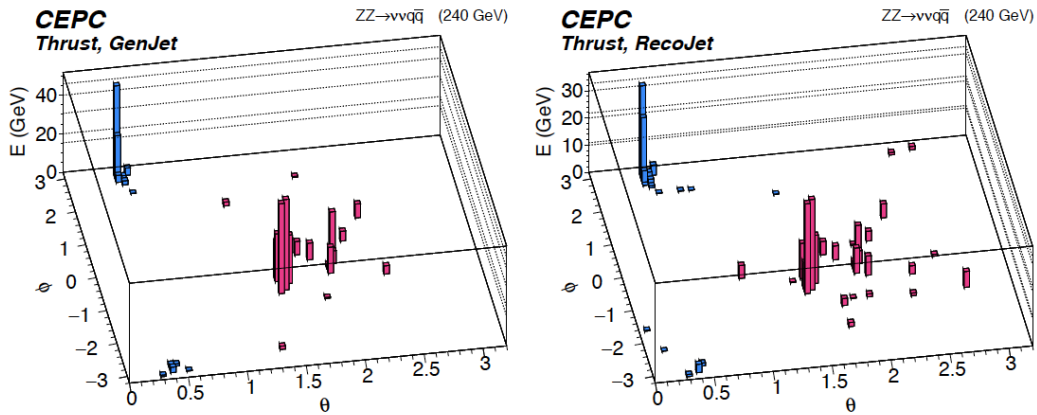 CEPC
ZZ→ννqq̅ (240 GeV)
Thrust, GenJet
E (GeV)
40
20
0
3
2
1
0
−1
−2
−3
φ
0
0.5
1
1.5
2
2.5
3
θ
CEPC
ZZ→ννqq̅ (240 GeV)
Thrust, RecoJet
E (GeV)
30
20
10
0
3
2
1
0
−1
−2
−3
φ
0
0.5
1
1.5
2
2.5
3
θ